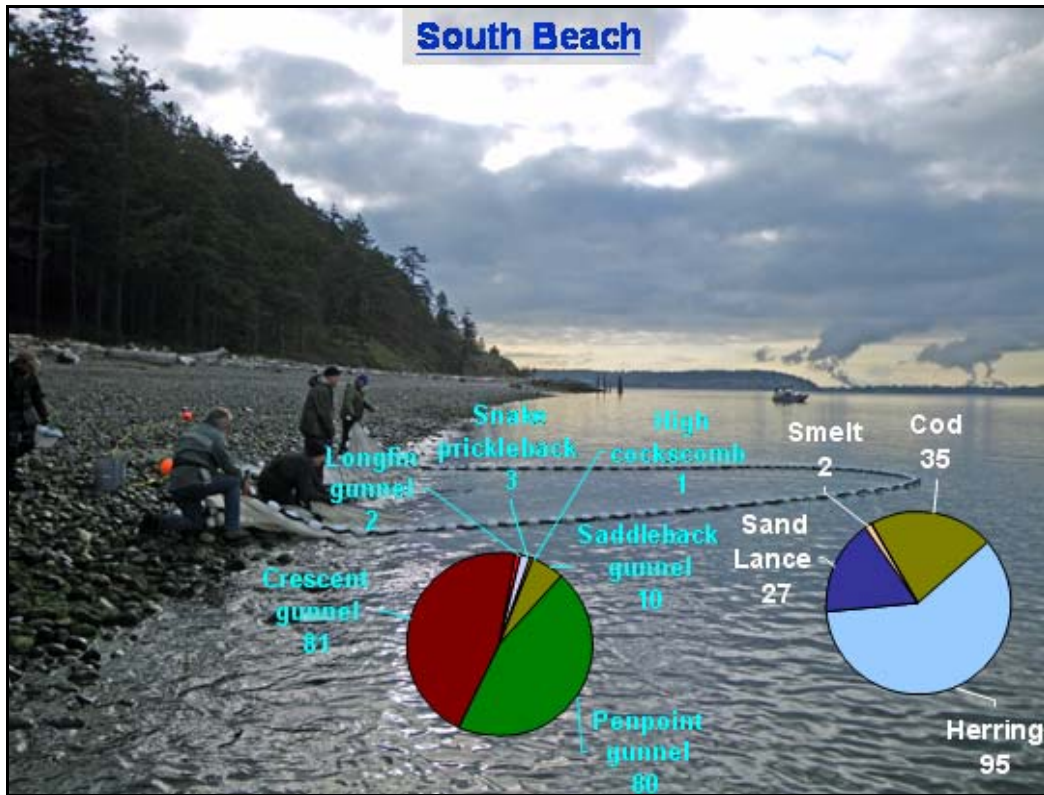 South Beach
Snake
prickleback
3
High
cockscomb
1
Longfin
gunnel
2
Saddleback
gunnel
10
Crescent
gunnel
81
Penpoint
gunnel
80
Smelt
2
Cod
35
Sand
Lance
27
Herring
95